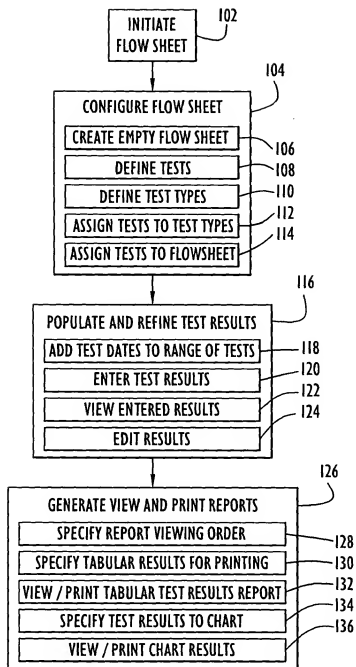 INITIATE
FLOW SHEET
102
104
CONFIGURE FLOW SHEET
CREATE EMPTY FLOW SHEET
106
DEFINE TESTS
108
DEFINE TEST TYPES
110
ASSIGN TESTS TO TEST TYPES
112
ASSIGN TESTS TO FLOWSHEET
114
116
POPULATE AND REFINE TEST RESULTS
ADD TEST DATES TO RANGE OF TESTS
118
ENTER TEST RESULTS
120
VIEW ENTERED RESULTS
122
EDIT RESULTS
124
126
GENERATE VIEW AND PRINT REPORTS
SPECIFY REPORT VIEWING ORDER
128
SPECIFY TABULAR RESULTS FOR PRINTING
130
VIEW / PRINT TABULAR TEST RESULTS REPORT
132
SPECIFY TEST RESULTS TO CHART
134
VIEW / PRINT CHART RESULTS
136